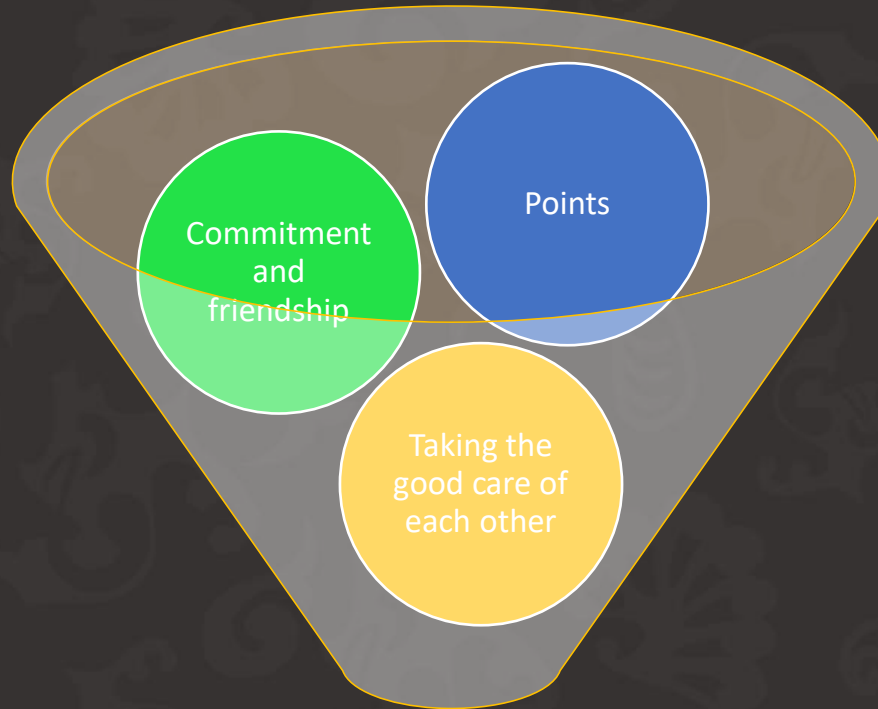 Commitment
and
friendship
Points
Taking the
good care of
each other